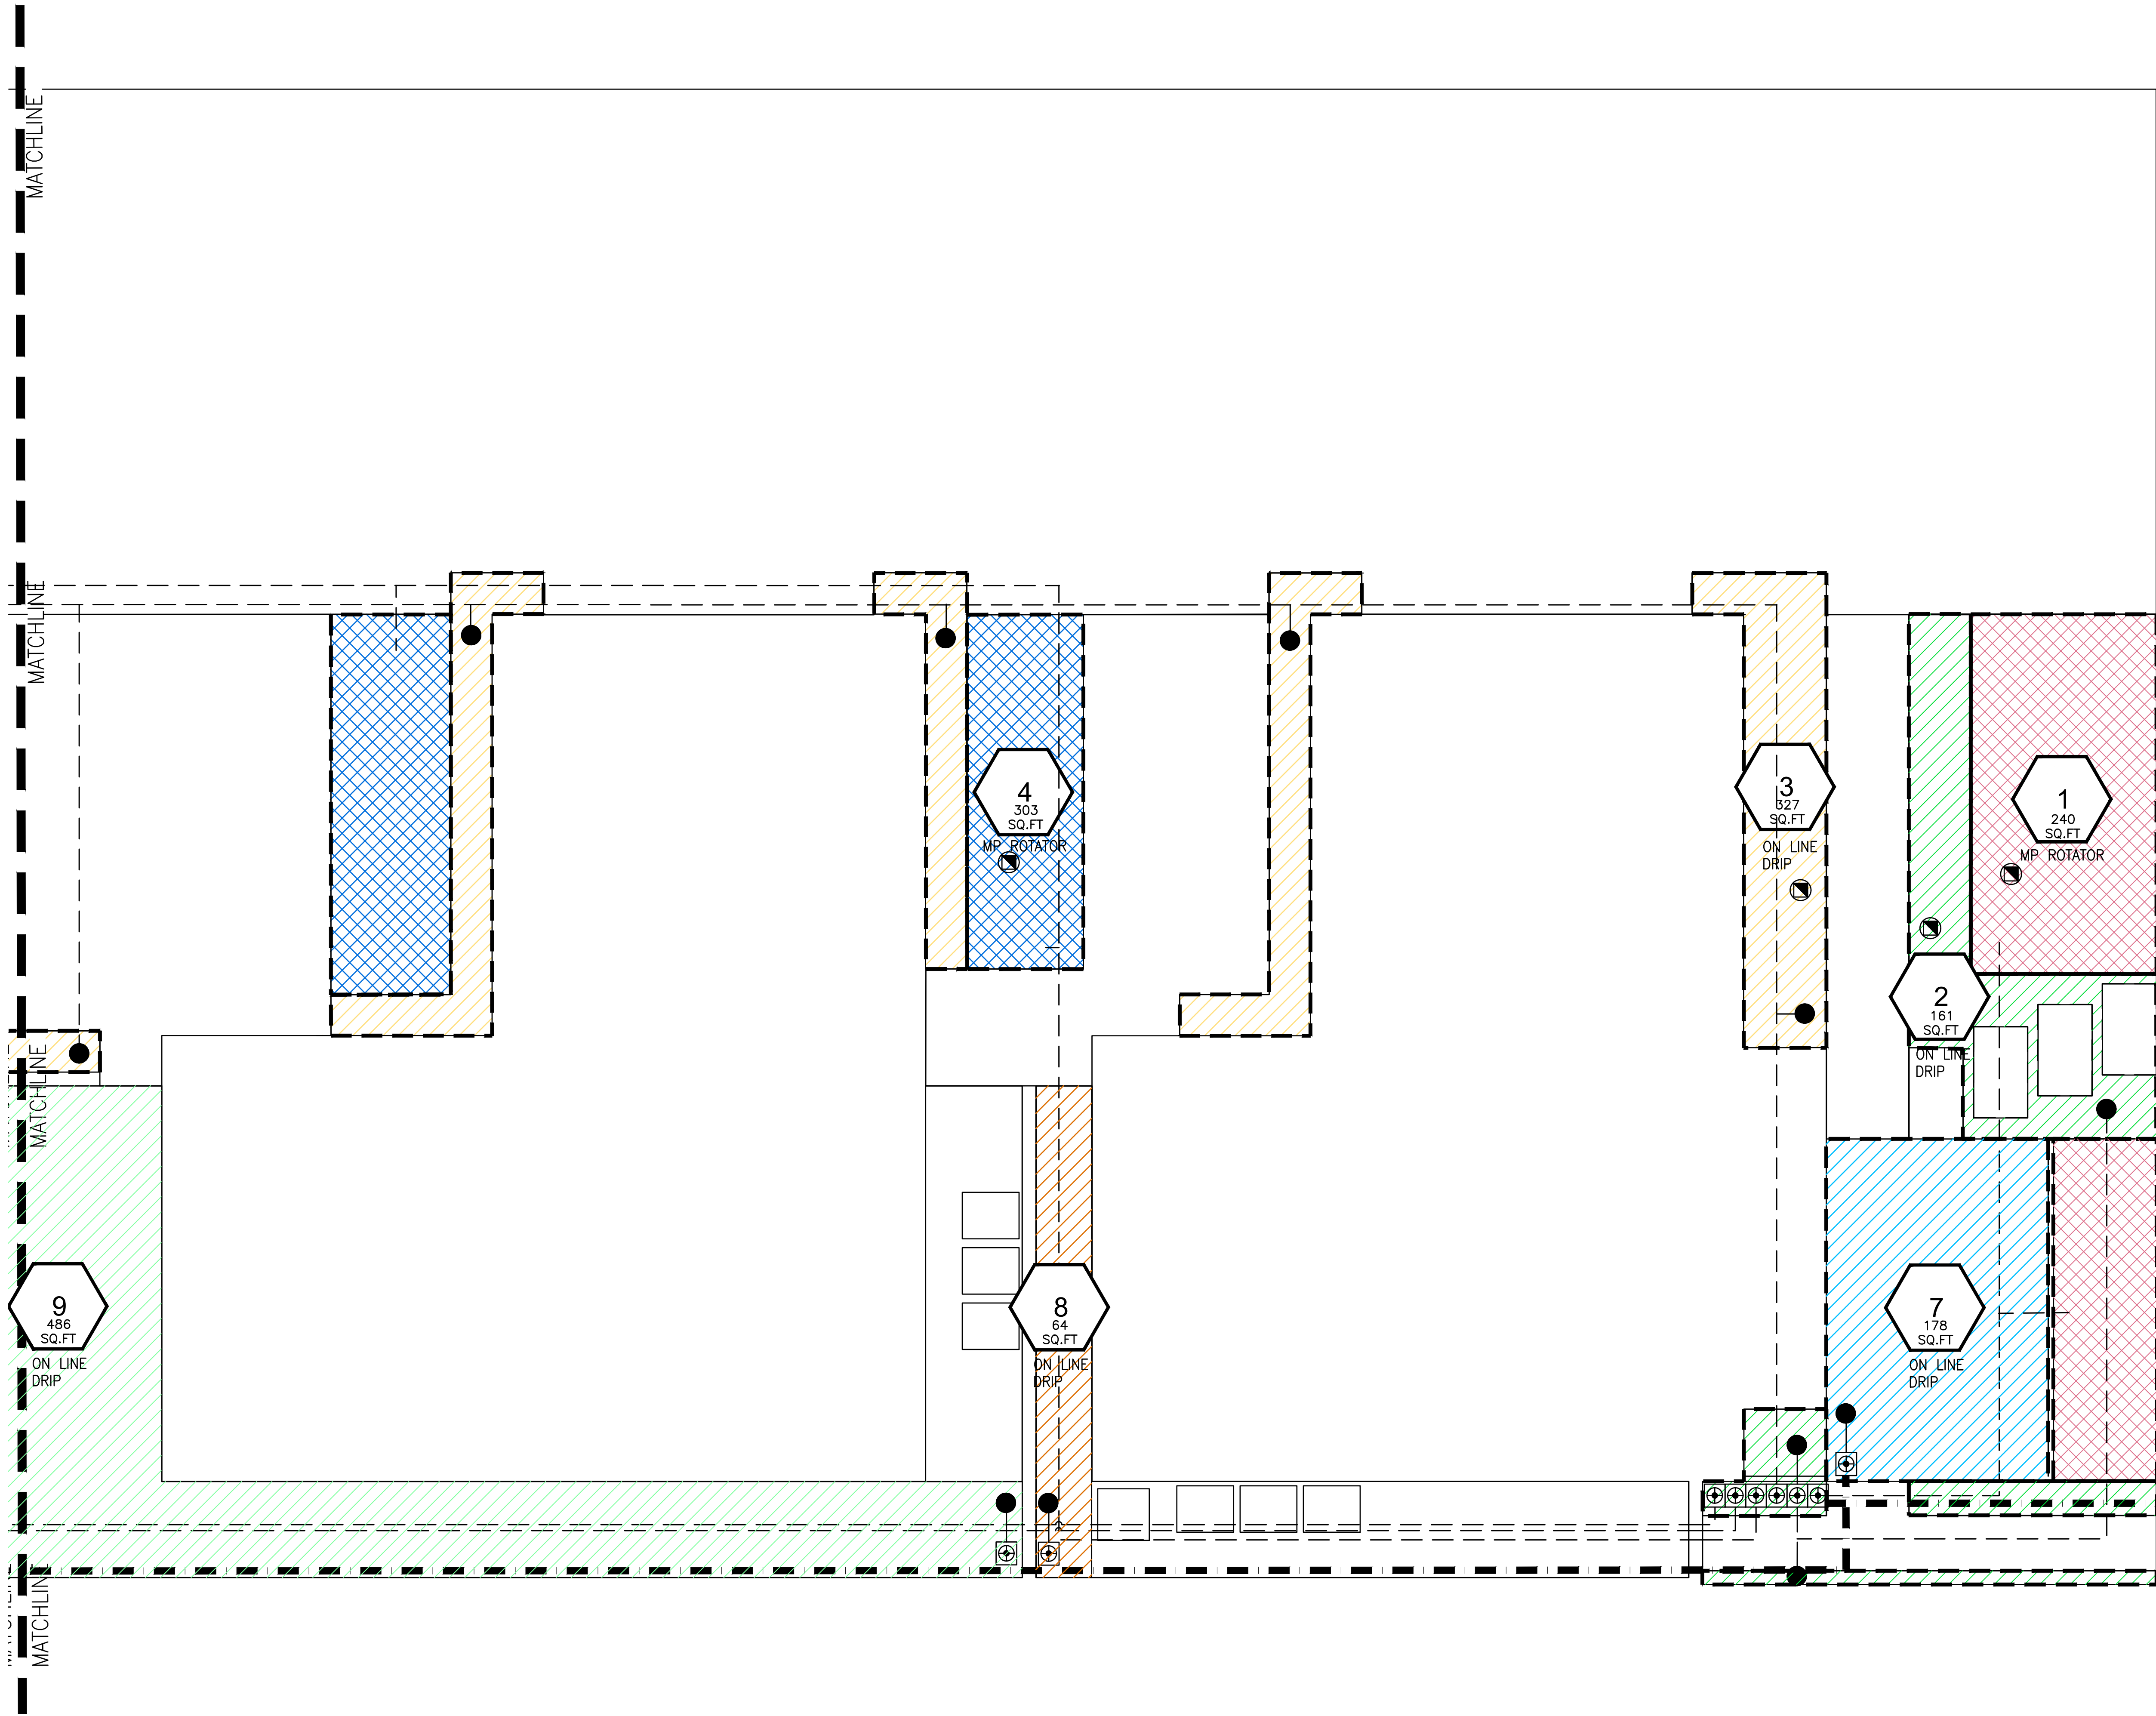 MATCHLINE
MATCHLINE
4
303
SQ.FT
MP ROTATOR
3
327
SQ.FT
ON LINE
DRIP
1
240
SQ.FT
MP ROTATOR
2
161
SQ.FT
ON LINE
DRIP
MATCHLINE
9
486
SQ.FT
ON LINE
DRIP
8
64
SQ.FT
ON LINE
DRIP
7
178
SQ.FT
ON LINE
DRIP
MATCHLINE